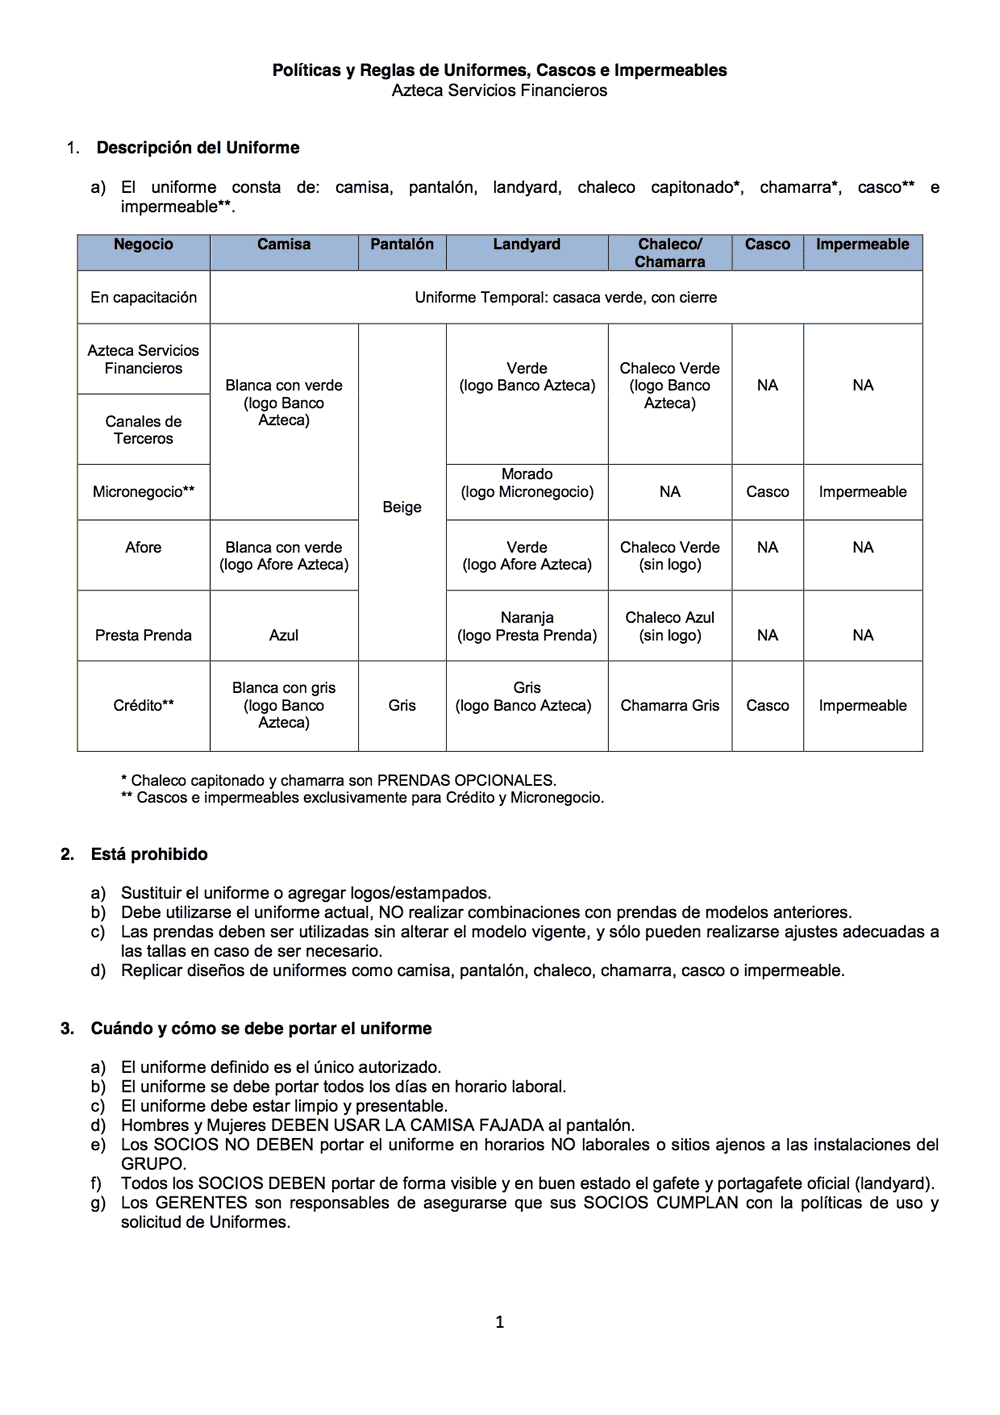 Políticas y Reglas de Uniformes, Cascos e Impermeables
Azteca Servicios Financieros
1. Descripción del Uniforme
a) El uniforme consta de: camisa, pantalón, landyard, chaleco capitonado*, chamarra*, casco** e
impermeable**.
Negocio Camisa Pantalón Landyard Chaleco/ Casco Impermeable
Chamarra
En capacitación Uniforme Temporal: casaca verde, con cierre
Azteca Servicios
Financieros
Canales de
Terceros
Blanca con verde
(logo Banco
Azteca)
Beige
Verde
(logo Banco Azteca)
Chaleco Verde
(logo Banco
Azteca)
NA
NA
Micronegocio**
Morado
(logo Micronegocio)
NA
Casco
Impermeable
Afore
Blanca con verde
(logo Afore Azteca)
Verde
(logo Afore Azteca)
Chaleco Verde
(sin logo)
NA
NA
Presta Prenda
Azul
Naranja
(logo Presta Prenda)
Chaleco Azul
(sin logo)
NA
NA
Crédito**
Blanca con gris
(logo Banco
Azteca)
Gris
Gris
(logo Banco Azteca)
Chamarra Gris
Casco
Impermeable
* Chaleco capitonado y chamarra son PRENDAS OPCIONALES.
** Cascos e impermeables exclusivamente para Crédito y Micronegocio.
2. Está prohibido
a) Sustituir el uniforme o agregar logos/estampados.
b) Debe utilizarse el uniforme actual, NO realizar combinaciones con prendas de modelos anteriores.
c) Las prendas deben ser utilizadas sin alterar el modelo vigente, y sólo pueden realizarse ajustes adecuadas a
las tallas en caso de ser necesario.
d) Replicar diseños de uniformes como camisa, pantalón, chaleco, chamarra, casco o impermeable.
3. Cuándo y cómo se debe portar el uniforme
a) El uniforme definido es el único autorizado.
b) El uniforme se debe portar todos los días en horario laboral.
c) El uniforme debe estar limpio y presentable.
d) Hombres y Mujeres DEBEN USAR LA CAMISA FAJADA al pantalón.
e) Los SOCIOS NO DEBEN portar el uniforme en horarios NO laborales o sitios ajenos a las instalaciones del
GRUPO.
f) Todos los SOCIOS DEBEN portar de forma visible y en buen estado el gafete y portagafete oficial (landyard).
g) Los GERENTES son responsables de asegurarse que sus SOCIOS CUMPLAN con la políticas de uso y
solicitud de Uniformes.
1